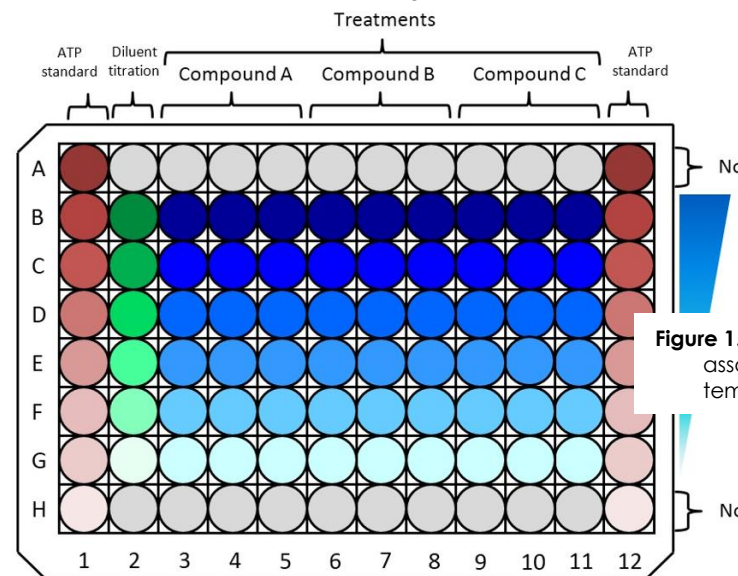 Treatments
ATP
standard
Diluent
titration
Compound A
Compound B
Compound C
ATP
standard
A
B
C
D
E
F
G
H
Figure 1.
1 2 3 4 5 6 7 8 9 10 11 12